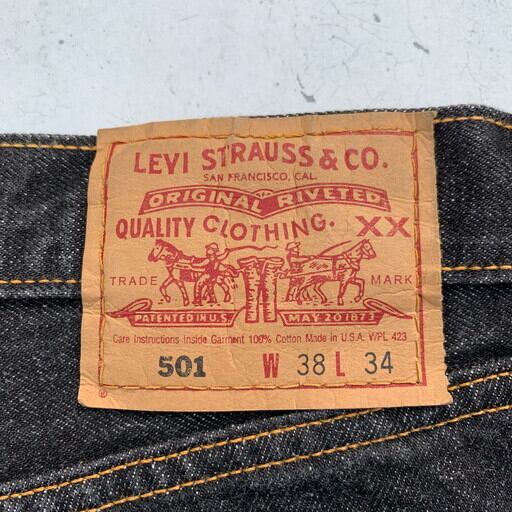 LEVI STRAUSS & CO.
SAN FRANCISCO, CAL.
ORIGINAL RIVETED
QUALITY CLOTHING. XX
TRADE MARK
PATENTED IN U.S. MAY 20 1873
Care Instructions Inside Garment 100% Cotton Made in U.S.A. WPL 423
501 W 38 L 34
®